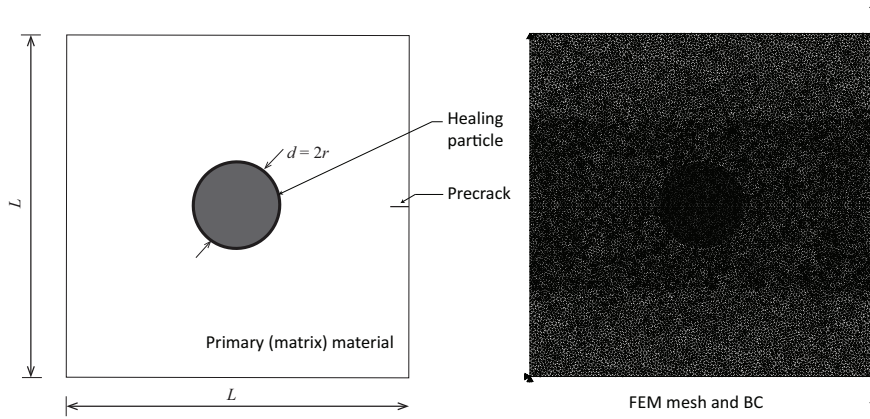 Healing
particle
d = 2r
Precrack
L
Primary (matrix) material
L
FEM mesh and BC